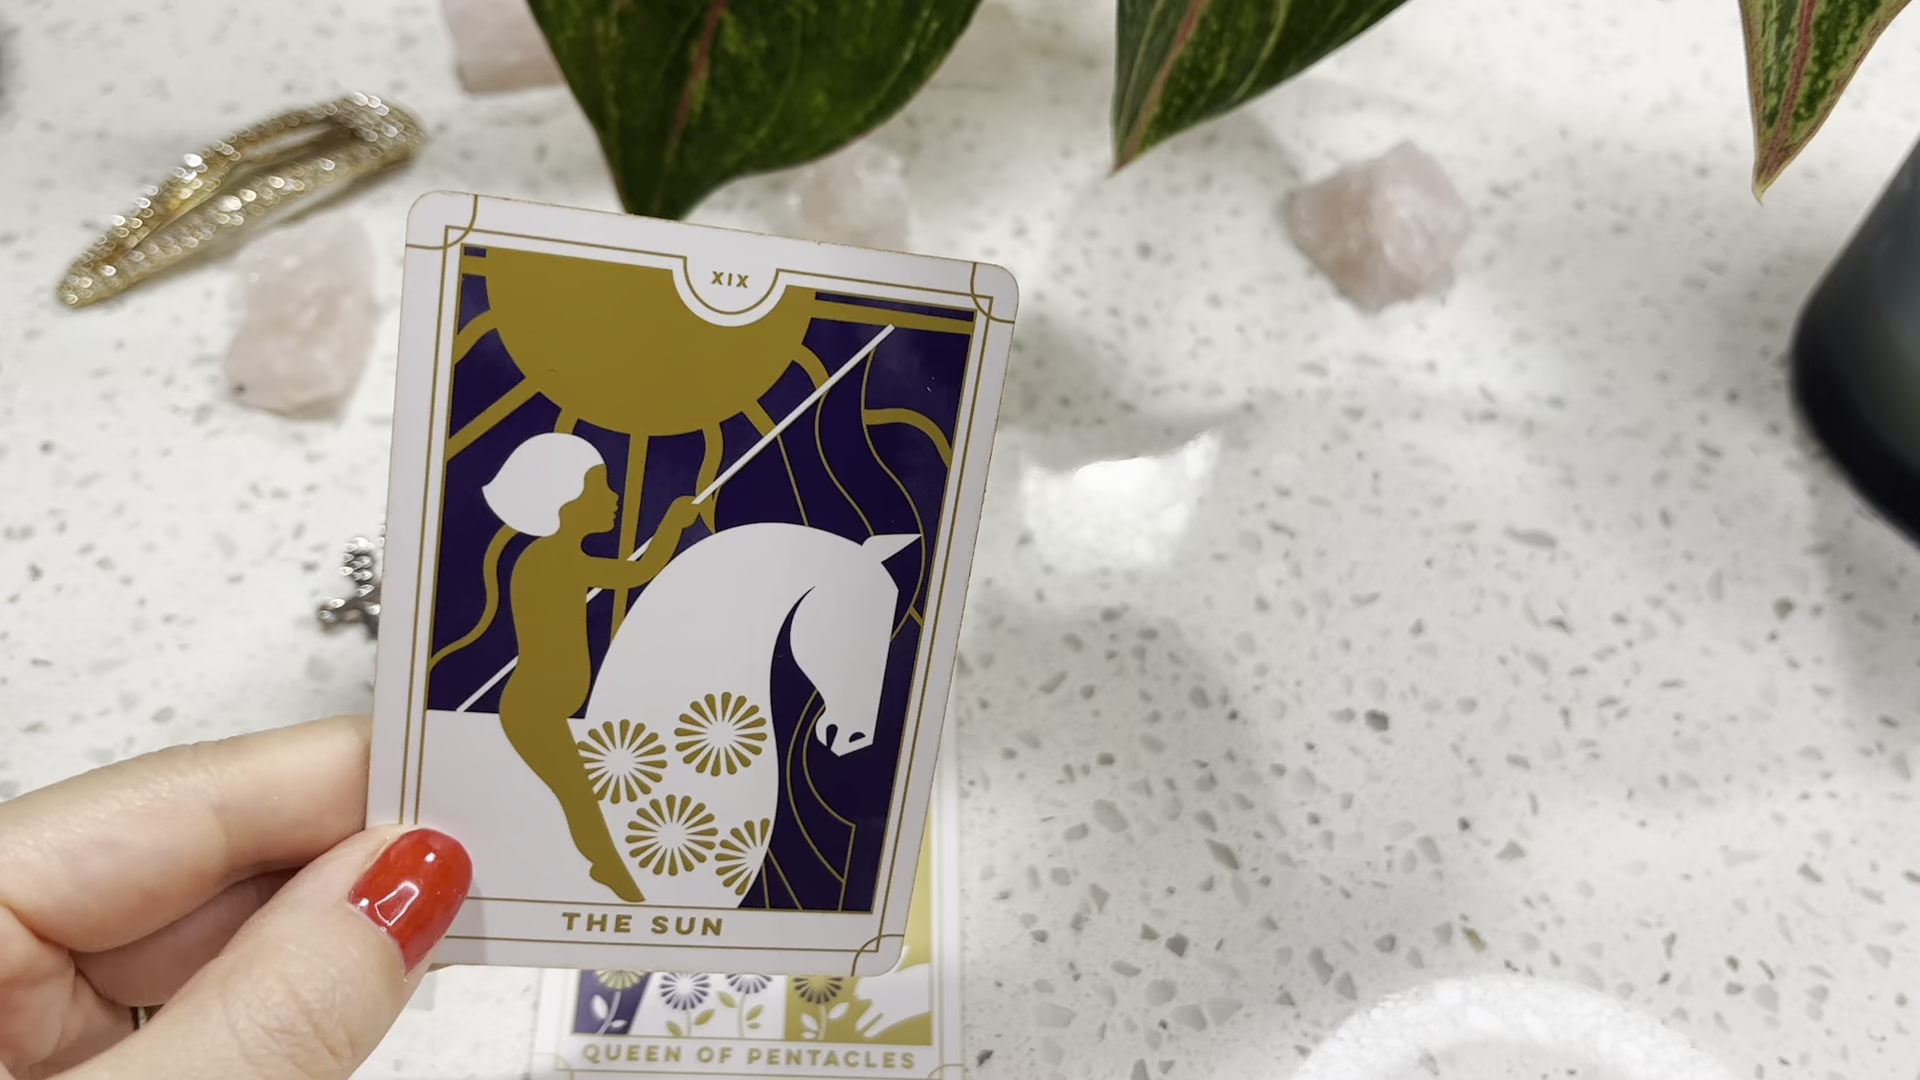 XIX
THE SUN
QUEEN OF PENTACLES